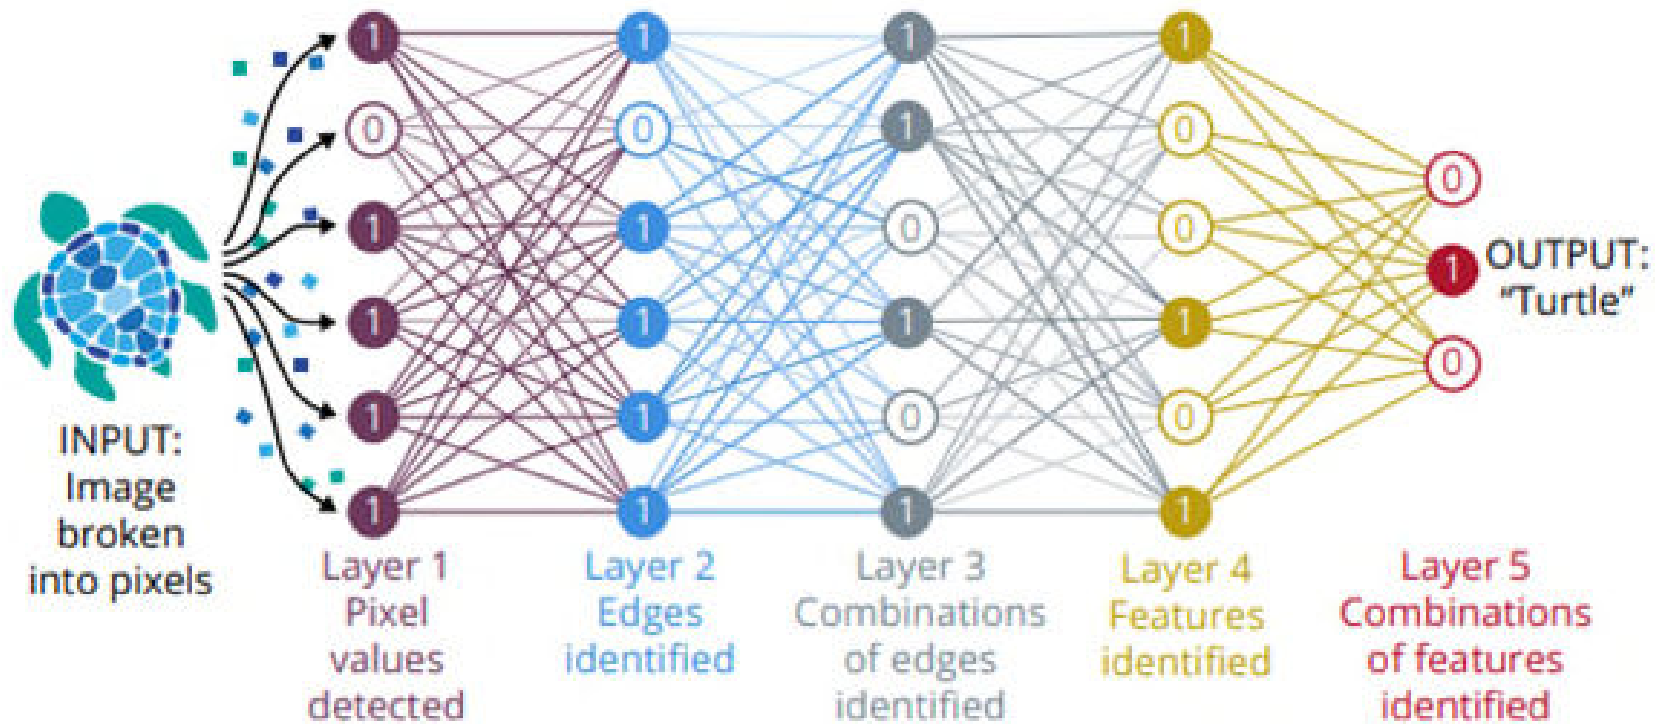 1 1 1 1
0 0 1 0
0
1 1 0 0
1
OUTPUT:
“Turtle”
1 1 1 1
0
1 1 0 0
1 1 1 1
INPUT:
Image
broken
into pixels
Layer 1
Pixel
values
detected
Layer 2
Edges
identified
Layer 3
Combinations
of edges
identified
Layer 4
Features
identified
Layer 5
Combinations
of features
identified